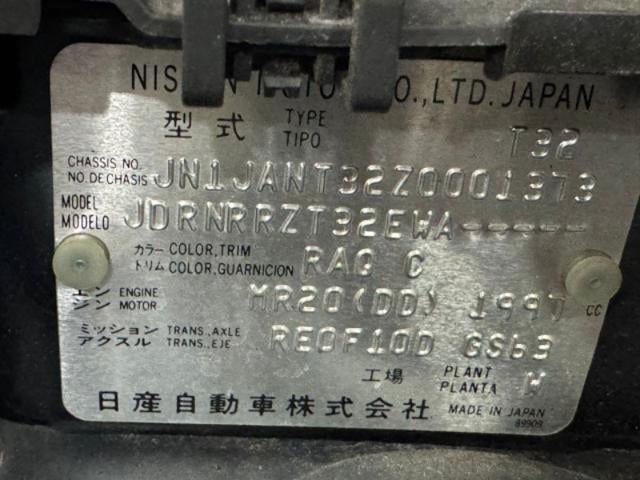 NISSAN MOTOR CO.,LTD. JAPAN
型式 TYPE TIPO T32
CHASSIS NO. NO.DE CHASIS JN1JANT32Z0001373
MODEL MODELO JDRNRRZT32EWA-----
カラー COLOR,TRIM
トリム COLOR,GUARNICION RAQ C
エンジン ENGINE MOTOR MR20(DD) 1997 CC
ミッション TRANS.,AXLE
アクスル TRANS.,EJE RE0F10D GS63
工場 PLANT PLANTA W
日産自動車株式会社 MADE IN JAPAN
89909